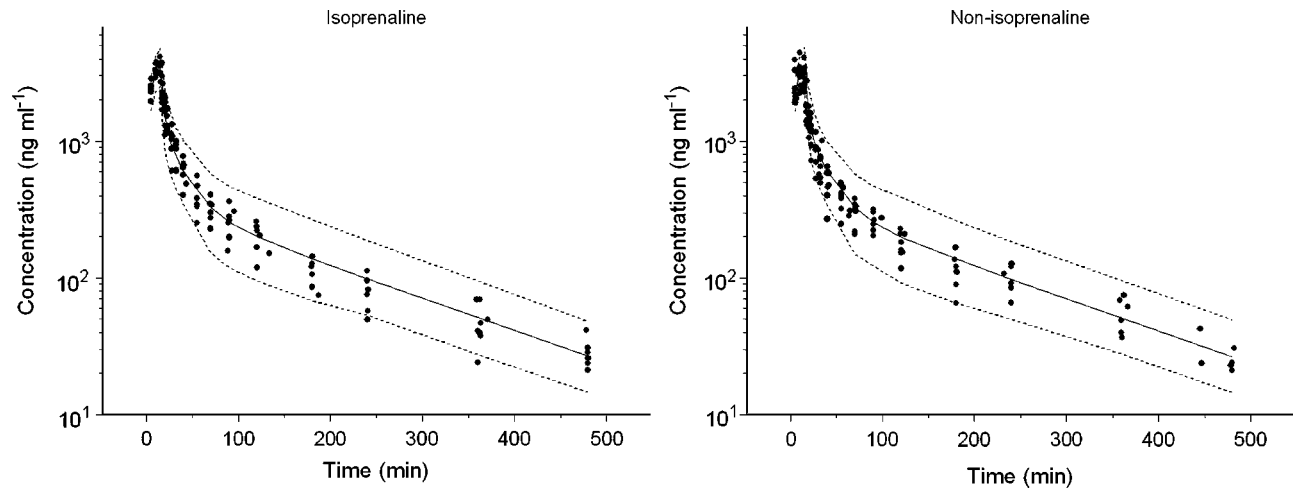 Isoprenaline
Concentration (ng ml⁻¹)
10³
10²
10¹
0 100 200 300 400 500
Time (min)
Non-isoprenaline
Concentration (ng ml⁻¹)
10³
10²
10¹
0 100 200 300 400 500
Time (min)